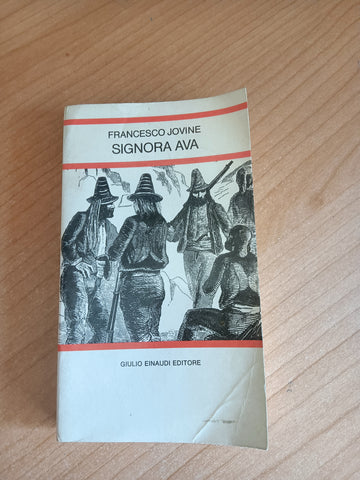 FRANCESCO JOVINE
SIGNORA AVA
GIULIO EINAUDI EDITORE